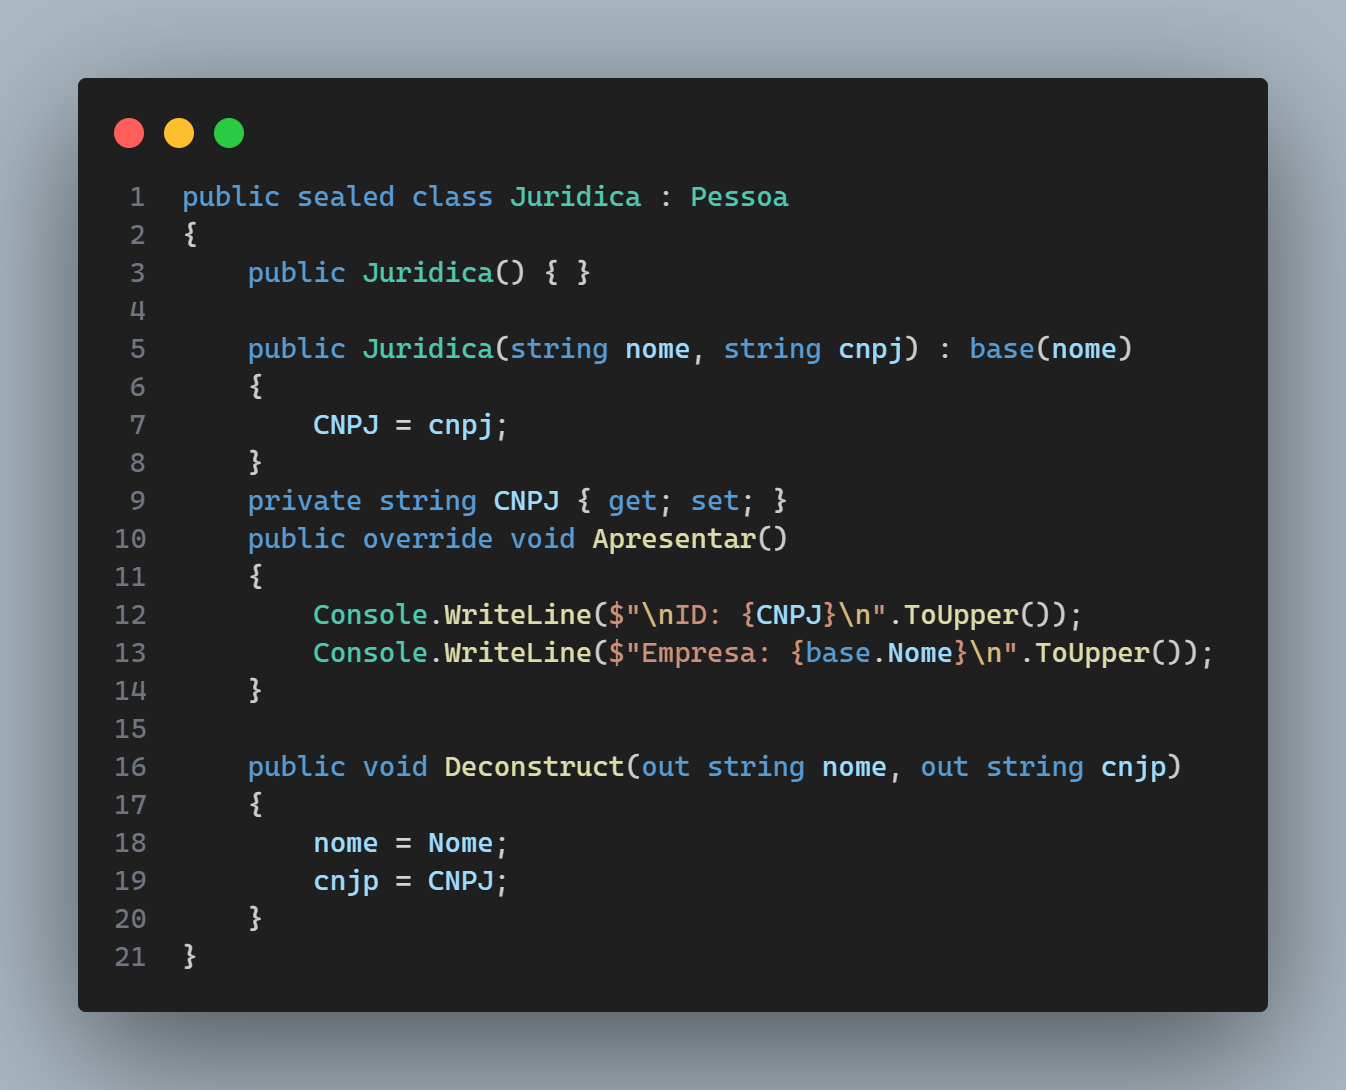 1 public sealed class Juridica : Pessoa
2 {
3     public Juridica() { }
4
5     public Juridica(string nome, string cnpj) : base(nome)
6     {
7         CNPJ = cnpj;
8     }
9     private string CNPJ { get; set; }
10     public override void Apresentar()
11     {
12         Console.WriteLine($"\nID: {CNPJ}\n".ToUpper());
13         Console.WriteLine($"Empresa: {base.Nome}\n".ToUpper());
14     }
15
16     public void Deconstruct(out string nome, out string cnjp)
17     {
18         nome = Nome;
19         cnjp = CNPJ;
20     }
21 }